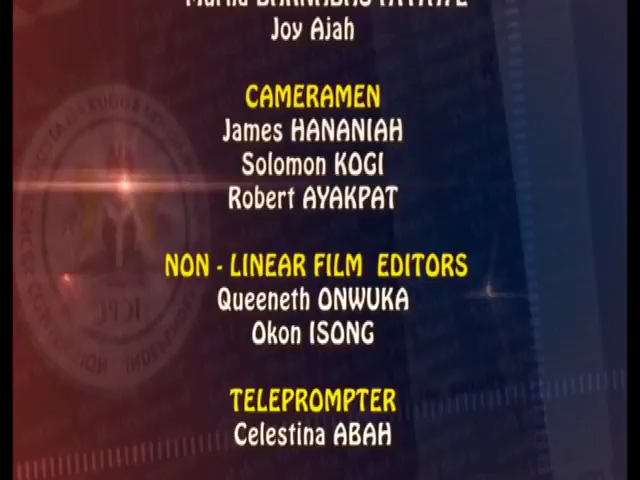 Joy Ajah
CAMERAMEN
James HANANIAH
Solomon KOGI
Robert AYAKPAT
NON - LINEAR FILM EDITORS
Queeneth ONWUKA
Okon ISONG
TELEPROMPTER
Celestina ABAH